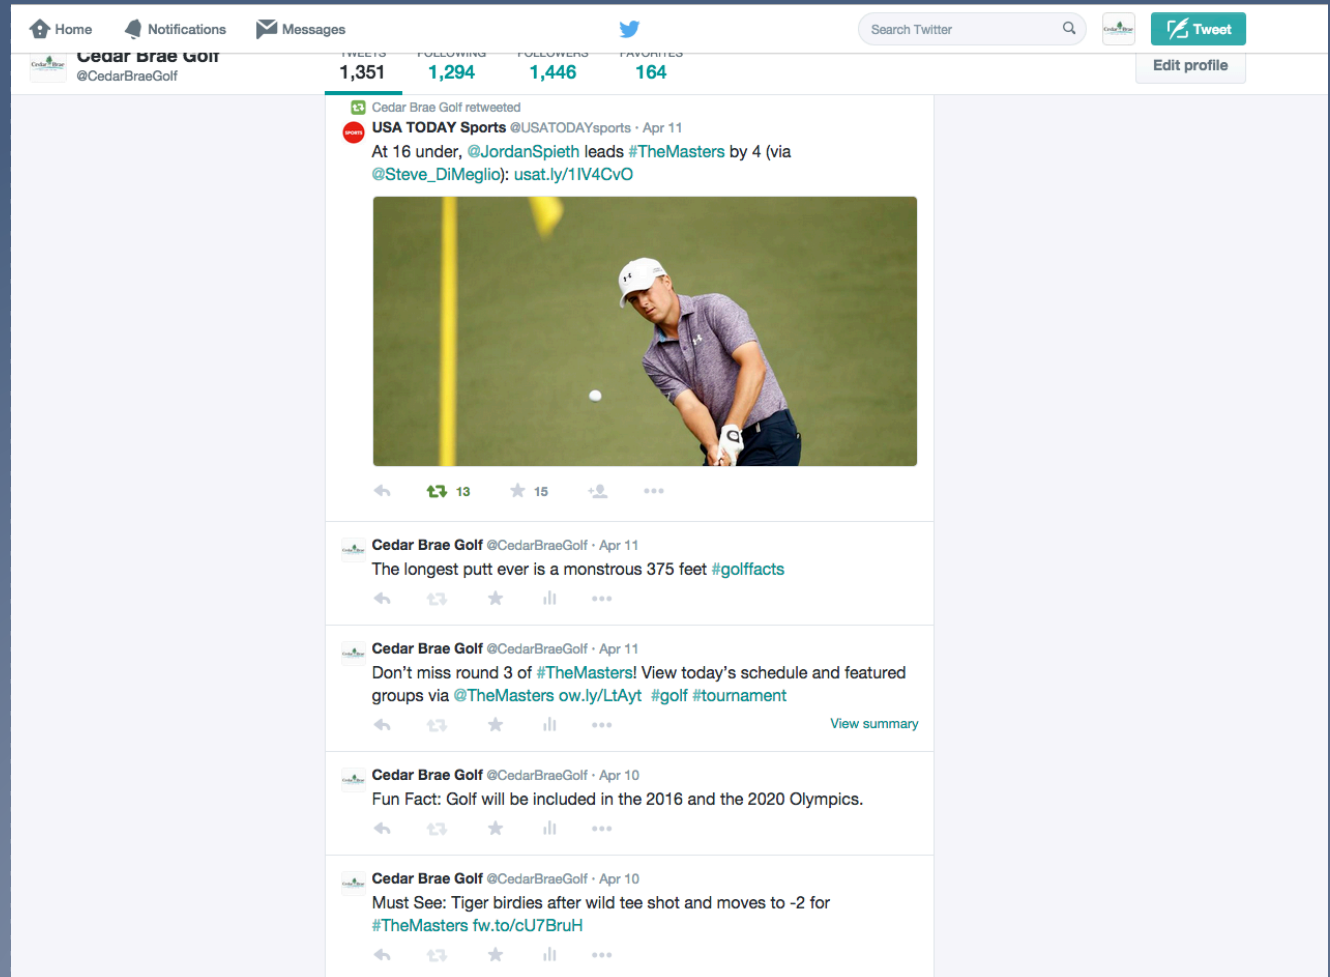 Home
Notifications
Messages
Search Twitter
Tweet
Cedar Brae Golf
@CedarBraeGolf
TWEETS
FOLLOWING
FOLLOWERS
FAVORITES
1,351
1,294
1,446
164
Edit profile
Cedar Brae Golf retweeted
SPORTS
USA TODAY Sports @USATODAYsports · Apr 11
At 16 under, @JordanSpieth leads #TheMasters by 4 (via
@Steve_DiMeglio): usat.ly/1IV4CvO
13
15
Cedar Brae Golf @CedarBraeGolf · Apr 11
The longest putt ever is a monstrous 375 feet #golffacts
Cedar Brae Golf @CedarBraeGolf · Apr 11
Don't miss round 3 of #TheMasters! View today's schedule and featured
groups via @TheMasters ow.ly/LtAyt #golf #tournament
View summary
Cedar Brae Golf @CedarBraeGolf · Apr 10
Fun Fact: Golf will be included in the 2016 and the 2020 Olympics.
Cedar Brae Golf @CedarBraeGolf · Apr 10
Must See: Tiger birdies after wild tee shot and moves to -2 for
#TheMasters fw.to/cU7BruH